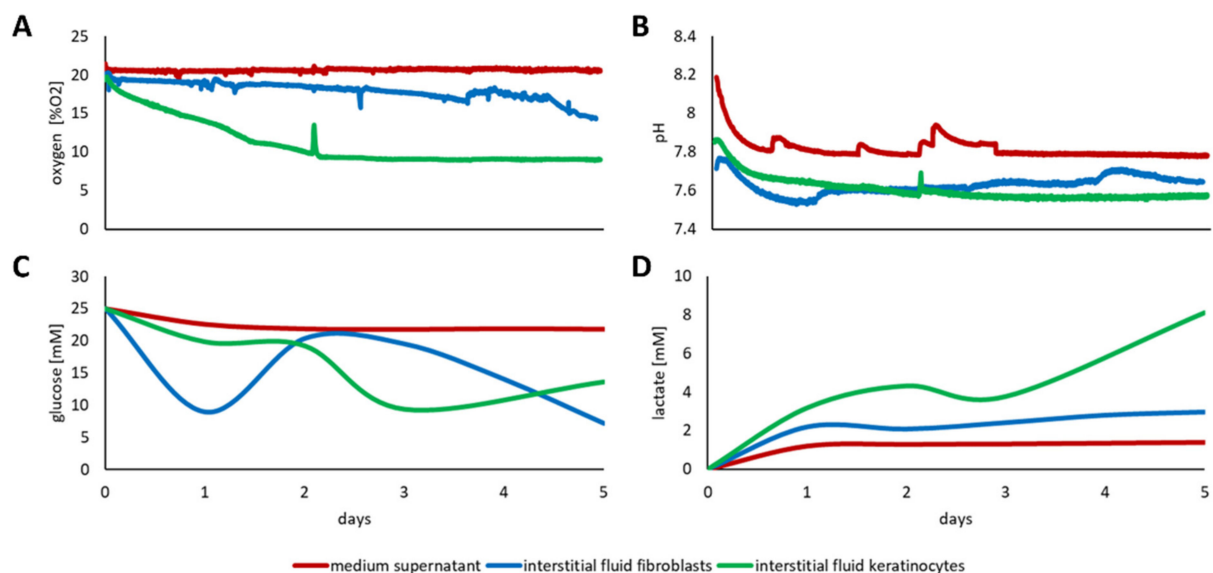 A
B
25
20
15
10
5
0
oxygen [%O2]
8.4
8.2
8
7.8
7.6
7.4
pH
C
D
30
25
20
15
10
5
0
glucose [mM]
0 1 2 3 4 5
days
10
8
6
4
2
0
lactate [mM]
0 1 2 3 4 5
days
medium supernatant interstitial fluid fibroblasts interstitial fluid keratinocytes